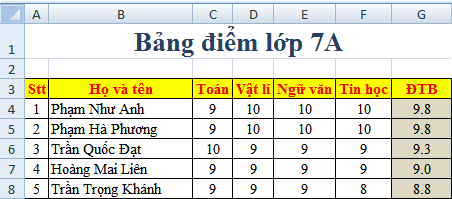 A B C D E F G
1 Bảng điểm lớp 7A
2
3 Stt Họ và tên Toán Vật lí Ngữ văn Tin học ĐTB
4 1 Phạm Như Anh 9 10 10 10 9.8
5 2 Phạm Hà Phương 9 10 10 10 9.8
6 3 Trần Quốc Đạt 10 9 9 9 9.3
7 4 Hoàng Mai Liên 9 9 9 9 9.0
8 5 Trần Trọng Khánh 9 9 9 8 8.8